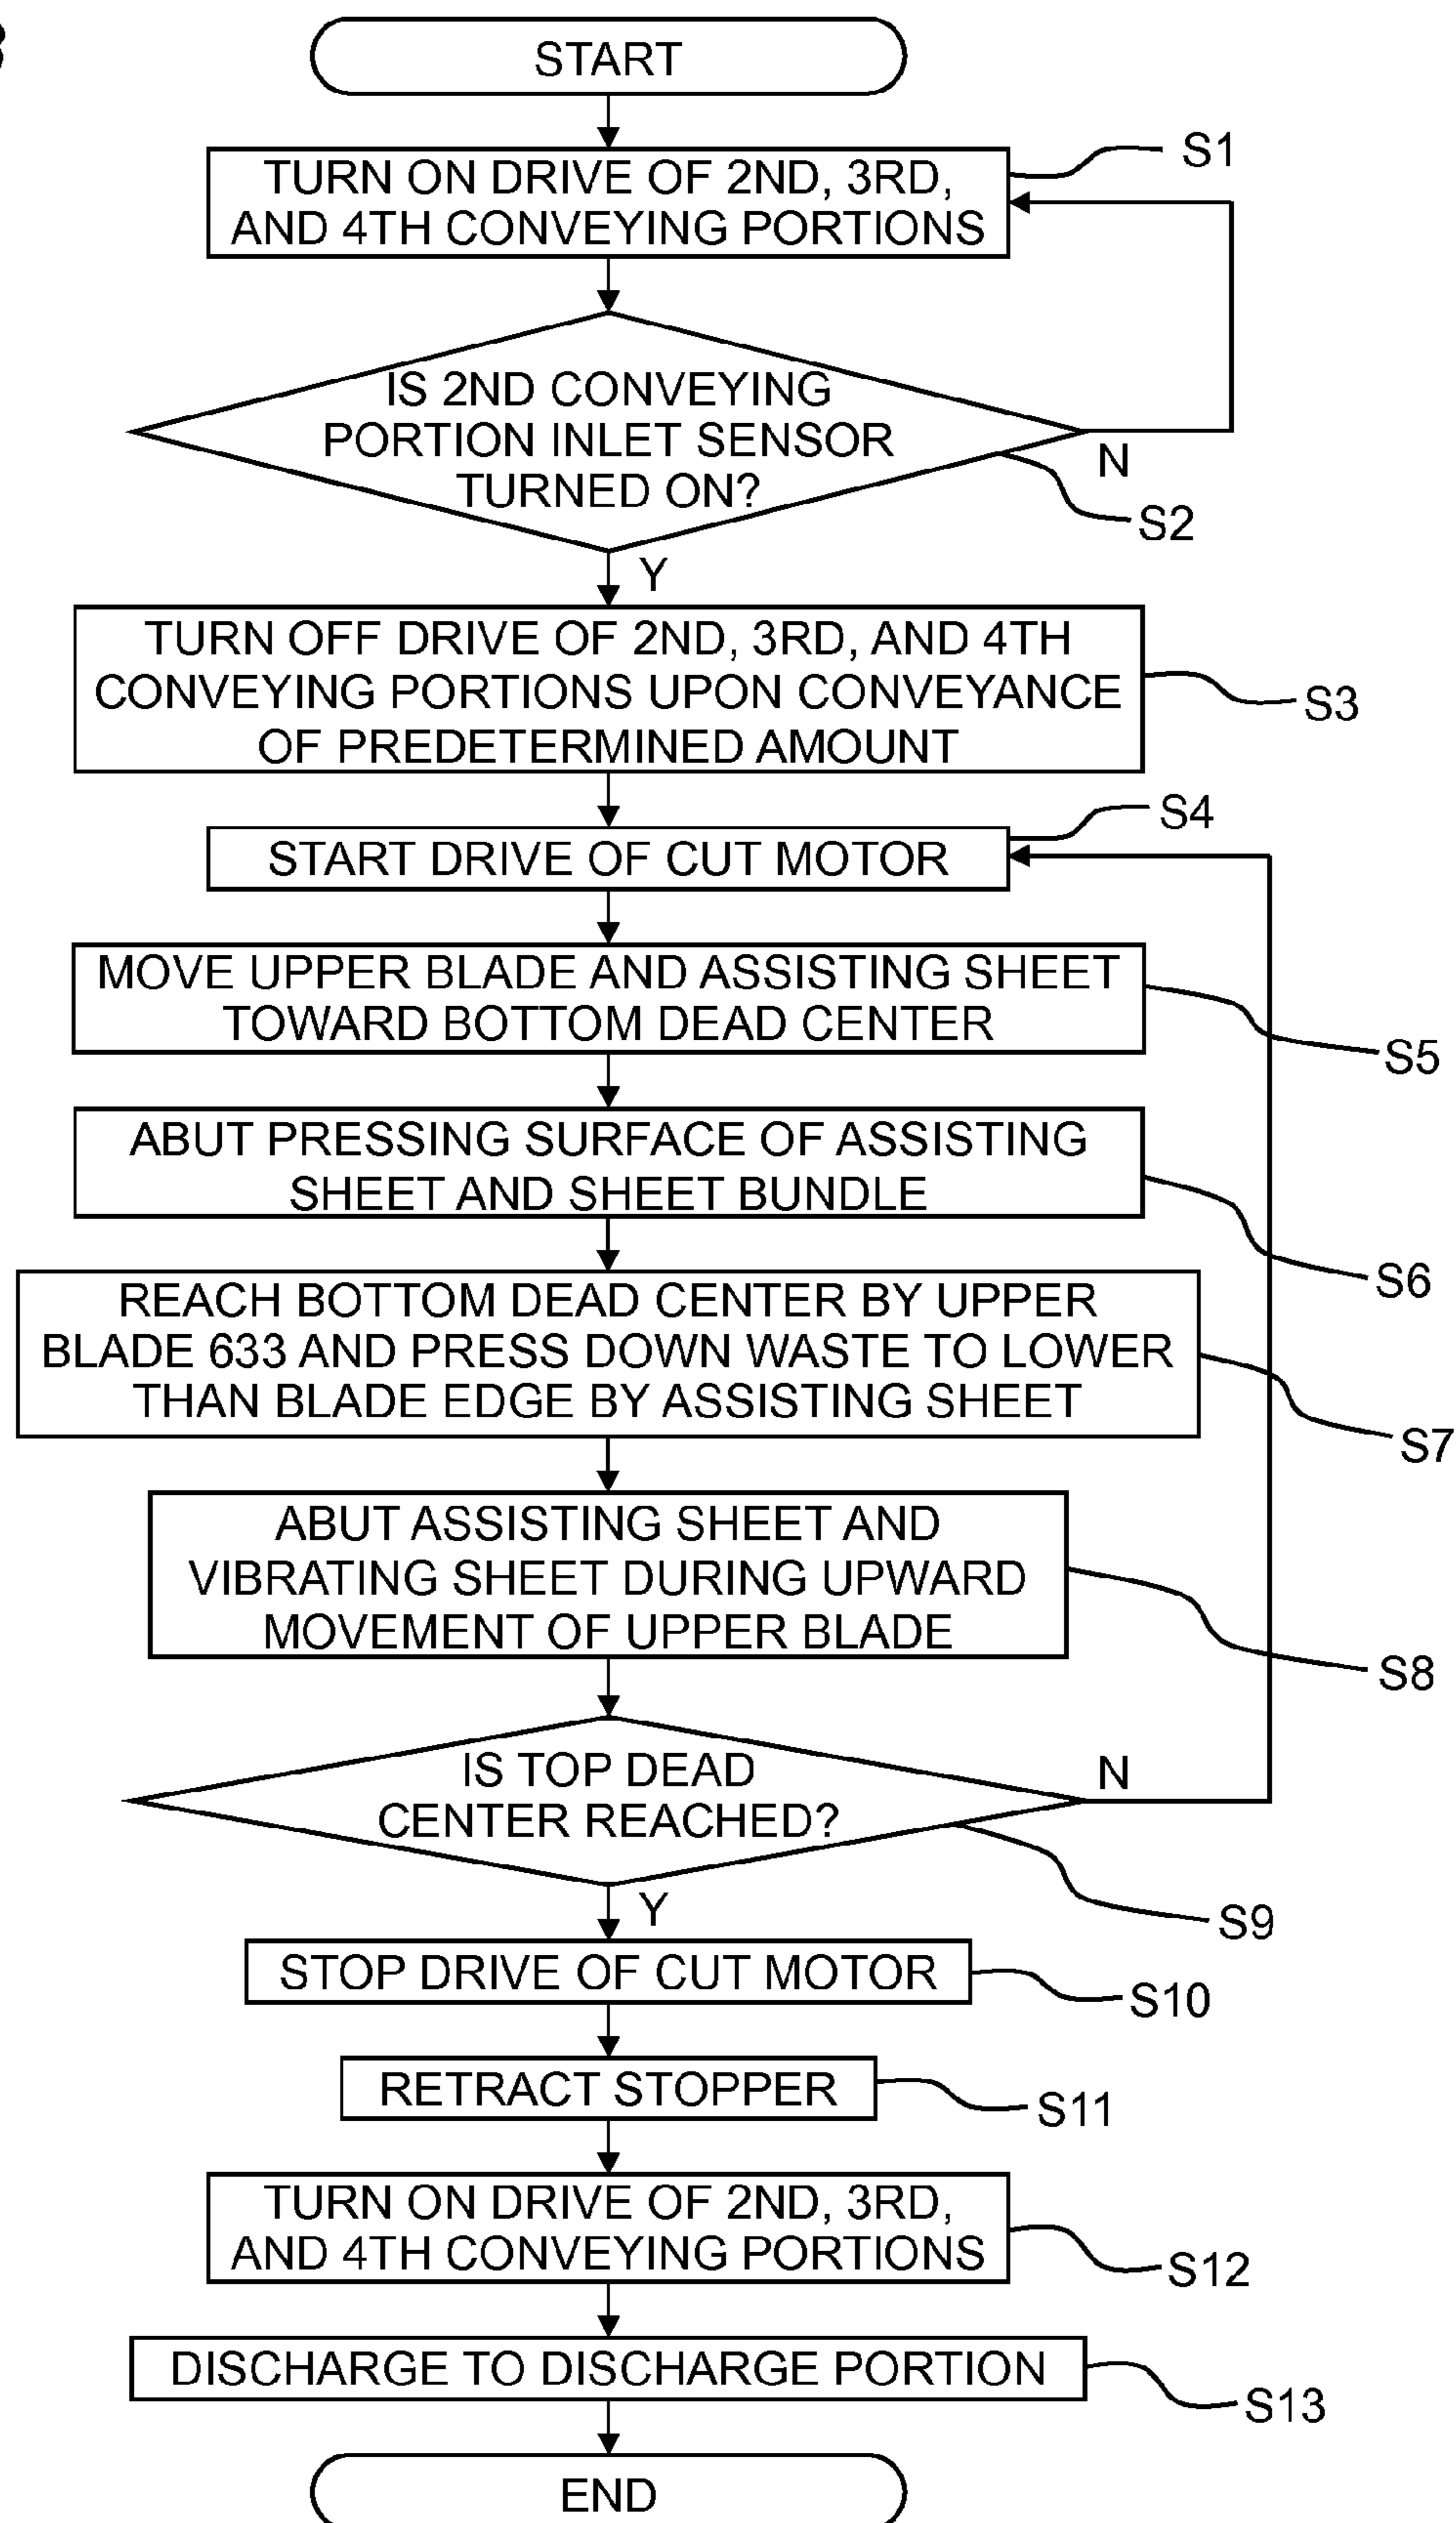 START
S1
TURN ON DRIVE OF 2ND, 3RD,
AND 4TH CONVEYING PORTIONS
IS 2ND CONVEYING
PORTION INLET SENSOR
TURNED ON?
N
S2
Y
TURN OFF DRIVE OF 2ND, 3RD, AND 4TH
CONVEYING PORTIONS UPON CONVEYANCE
OF PREDETERMINED AMOUNT
S3
S4
START DRIVE OF CUT MOTOR
MOVE UPPER BLADE AND ASSISTING SHEET
TOWARD BOTTOM DEAD CENTER
S5
ABUT PRESSING SURFACE OF ASSISTING
SHEET AND SHEET BUNDLE
S6
REACH BOTTOM DEAD CENTER BY UPPER
BLADE 633 AND PRESS DOWN WASTE TO LOWER
THAN BLADE EDGE BY ASSISTING SHEET
S7
ABUT ASSISTING SHEET AND
VIBRATING SHEET DURING UPWARD
MOVEMENT OF UPPER BLADE
S8
IS TOP DEAD
CENTER REACHED?
N
S9
Y
STOP DRIVE OF CUT MOTOR
S10
RETRACT STOPPER
S11
TURN ON DRIVE OF 2ND, 3RD,
AND 4TH CONVEYING PORTIONS
S12
DISCHARGE TO DISCHARGE PORTION
S13
END